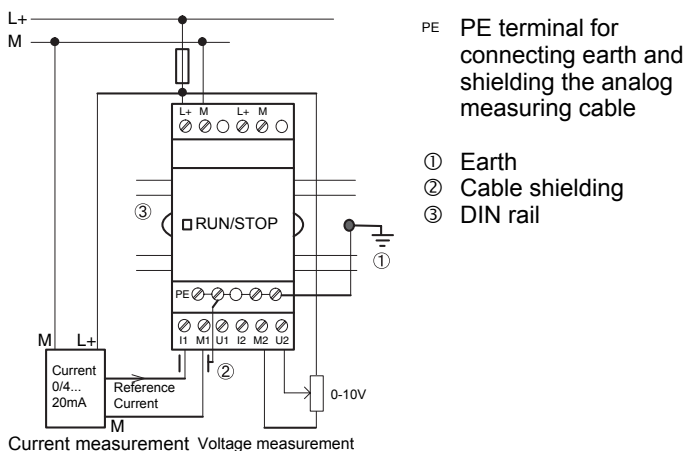 L+
M
L+ M L+ M
③
RUN/STOP
①
PE
I1 M1 U1 I2 M2 U2
②
M L+
Current
0/4...
20mA
Reference
Current
M
0-10V
Current measurement Voltage measurement
PE PE terminal for
connecting earth and
shielding the analog
measuring cable
① Earth
② Cable shielding
③ DIN rail